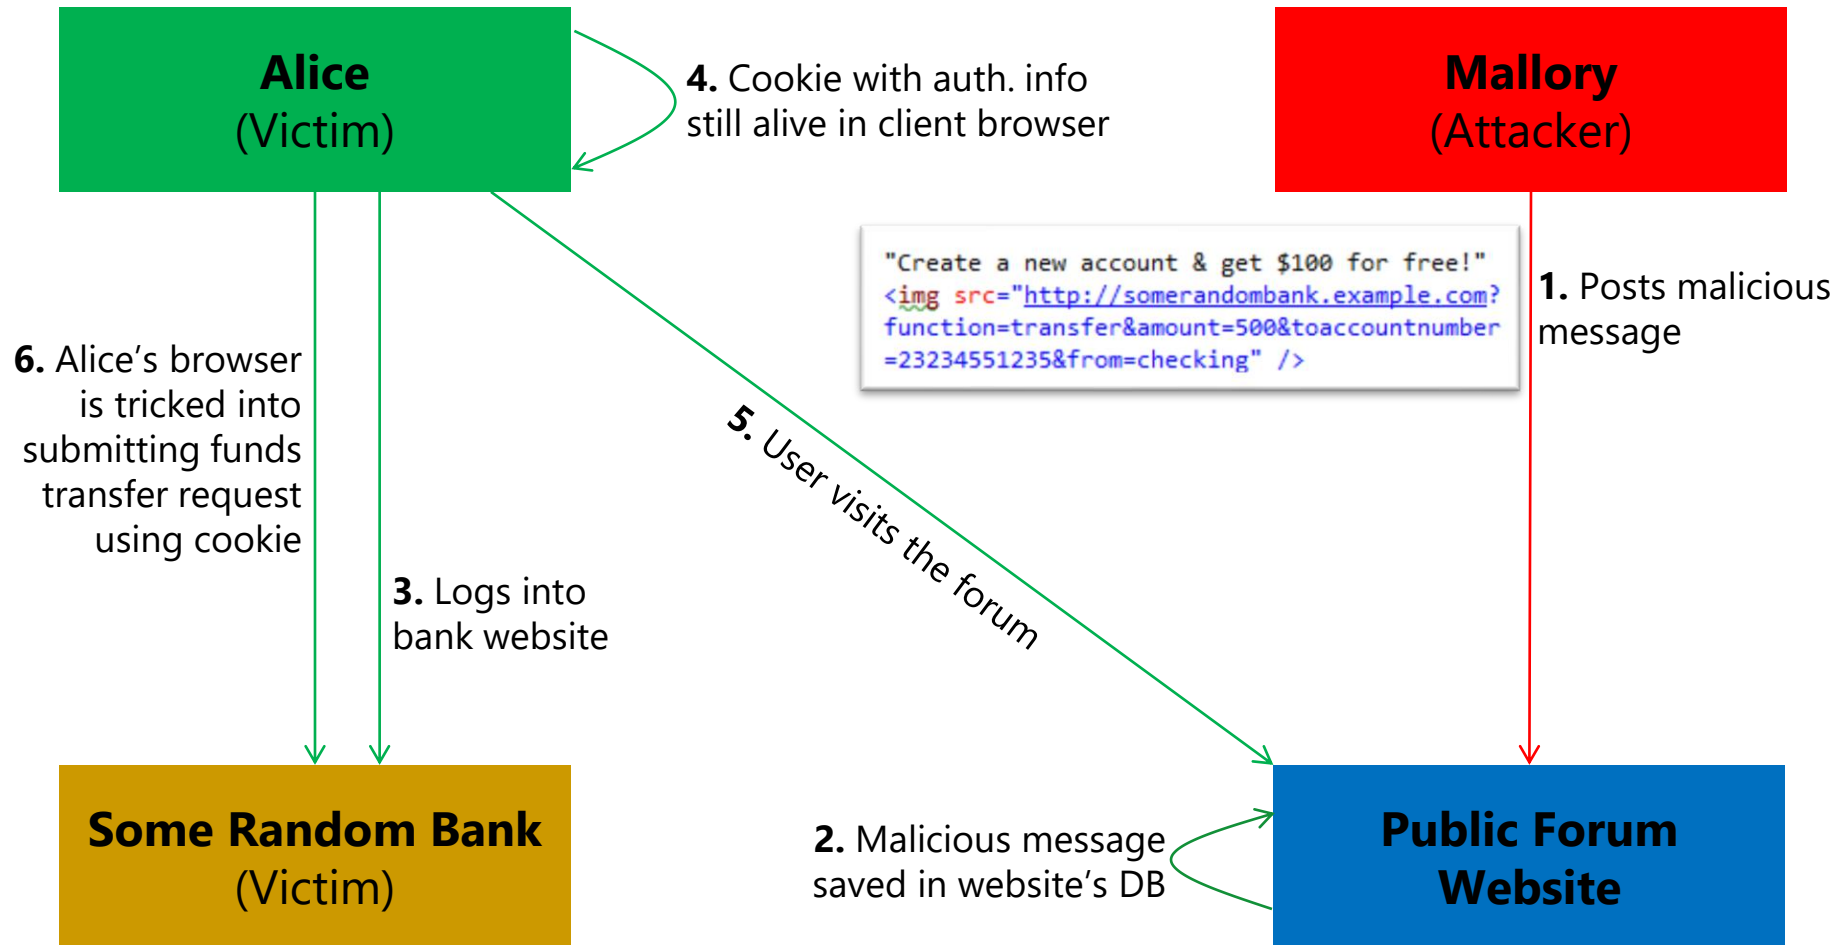 Alice
(Victim)
4. Cookie with auth. info
still alive in client browser
Mallory
(Attacker)
"Create a new account & get $100 for free!"
<img src="http://somerandombank.example.com?
function=transfer&amount=500&toaccountnumber
=23234551235&from=checking" />
1. Posts malicious
message
6. Alice’s browser
is tricked into
submitting funds
transfer request
using cookie
5. User visits the forum
3. Logs into
bank website
Some Random Bank
(Victim)
2. Malicious message
saved in website’s DB
Public Forum
Website